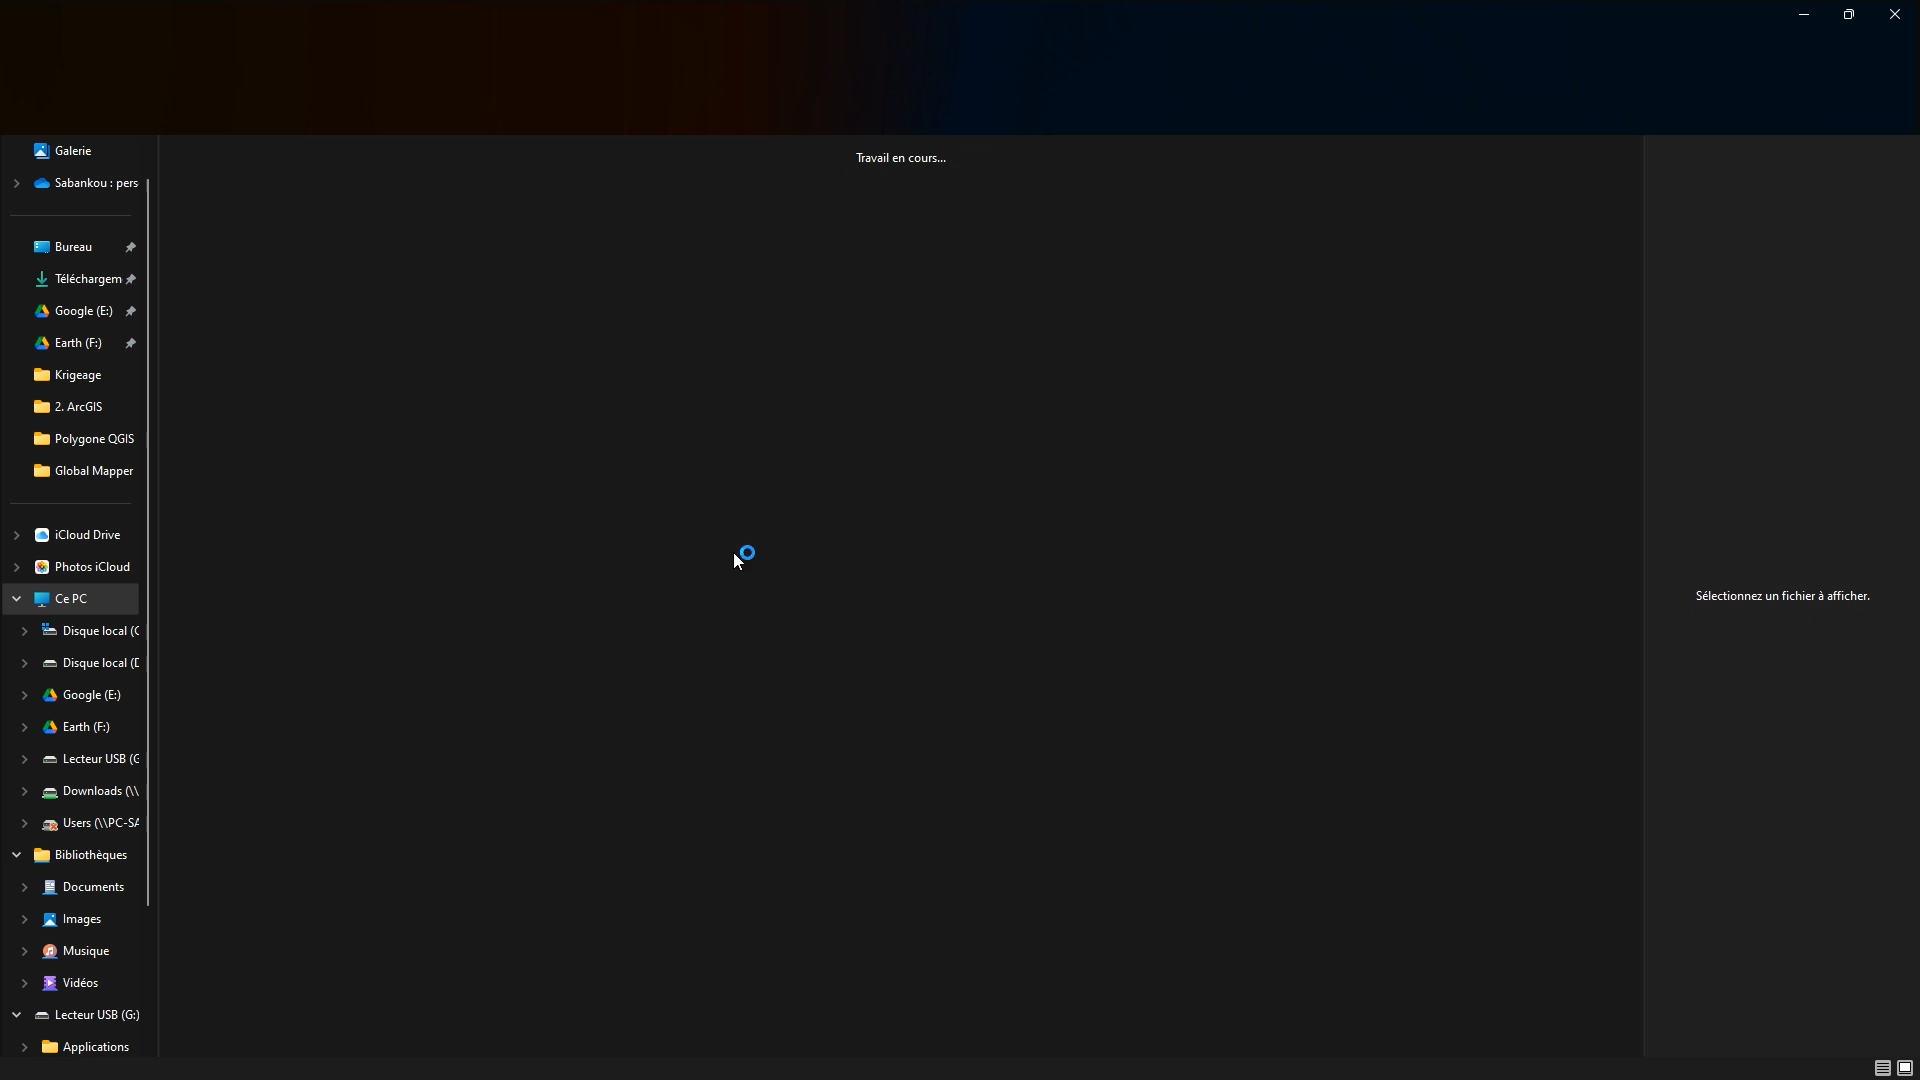 Galerie
Sabankou : pers
Bureau
Téléchargem
Google (E:)
Earth (F:)
Krigeage
2. ArcGIS
Polygone QGIS
Global Mapper
iCloud Drive
Photos iCloud
Ce PC
Disque local (C
Disque local (D
Google (E:)
Earth (F:)
Lecteur USB (G
Downloads (\\
Users (\\PC-SA
Bibliothèques
Documents
Images
Musique
Vidéos
Lecteur USB (G:)
Applications
Travail en cours...
Sélectionnez un fichier à afficher.